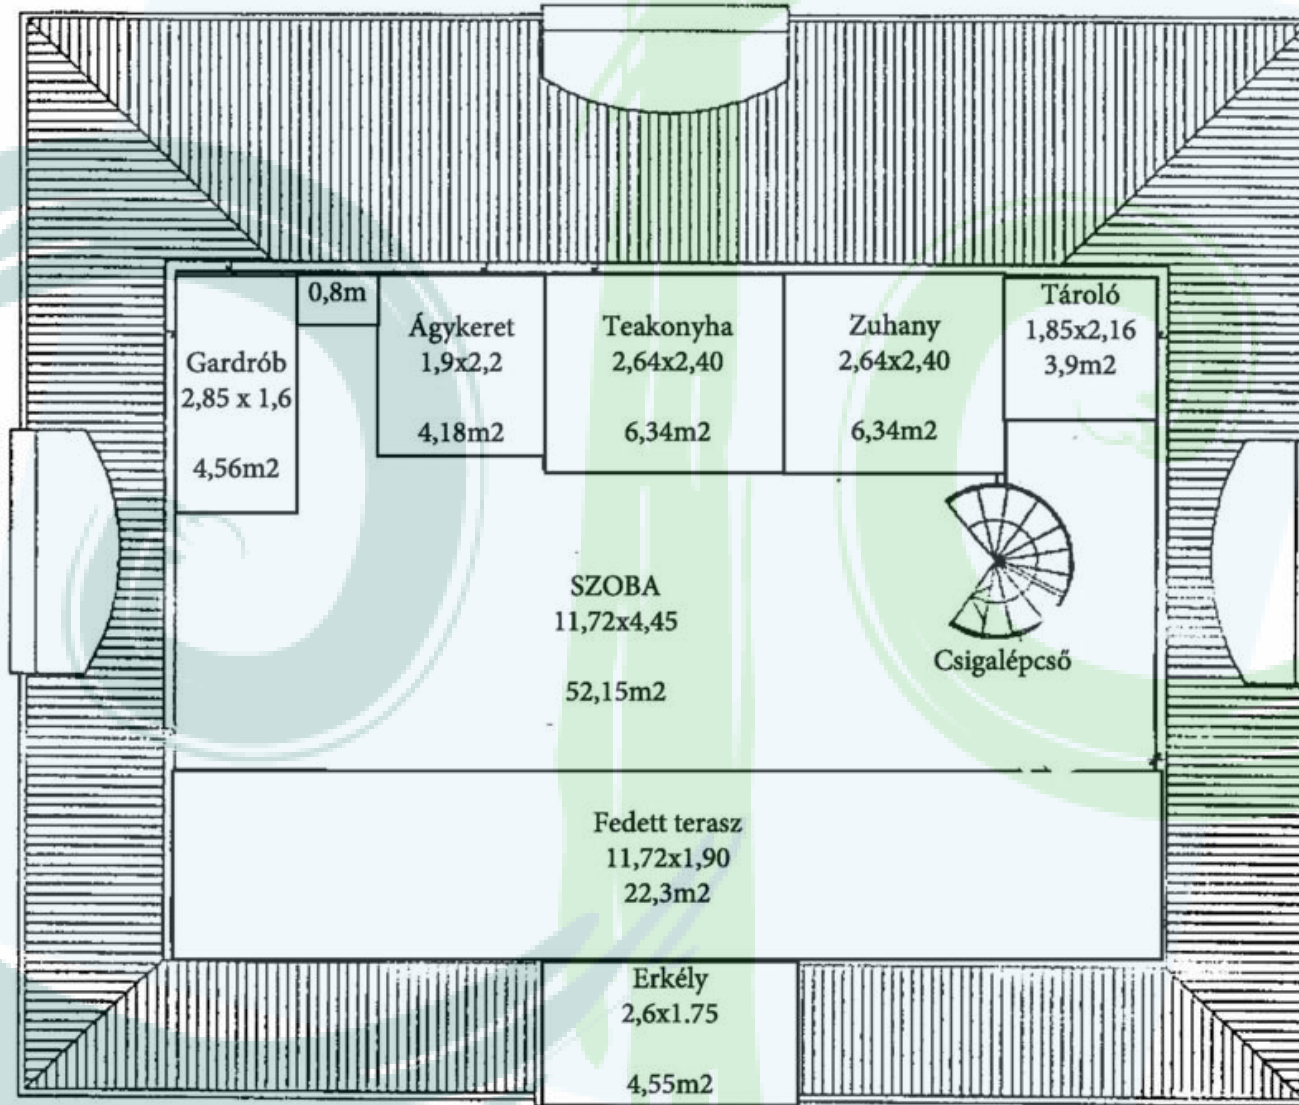 0,8m
Gardrób
2,85 x 1,6
4,56m2
Ágykeret
1,9x2,2
4,18m2
Teakonyha
2,64x2,40
6,34m2
Zuhany
2,64x2,40
6,34m2
Tároló
1,85x2,16
3,9m2
SZOBA
11,72x4,45
52,15m2
Csigalépcső
Fedett terasz
11,72x1,90
22,3m2
Erkély
2,6x1.75
4,55m2